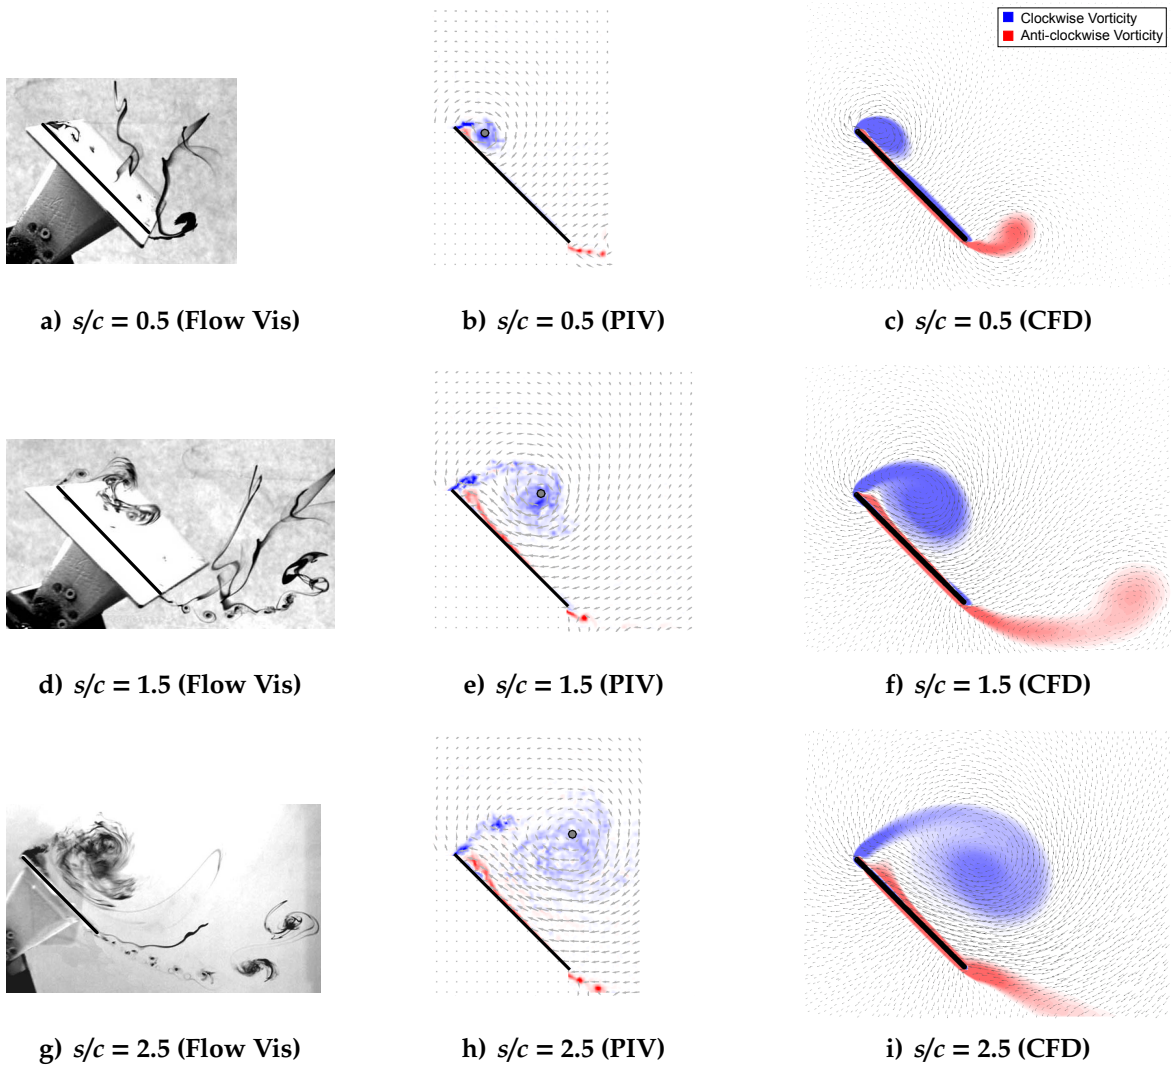 Clockwise Vorticity
Anti-clockwise Vorticity
a) s/c = 0.5 (Flow Vis)
b) s/c = 0.5 (PIV)
c) s/c = 0.5 (CFD)
d) s/c = 1.5 (Flow Vis)
e) s/c = 1.5 (PIV)
f) s/c = 1.5 (CFD)
g) s/c = 2.5 (Flow Vis)
h) s/c = 2.5 (PIV)
i) s/c = 2.5 (CFD)